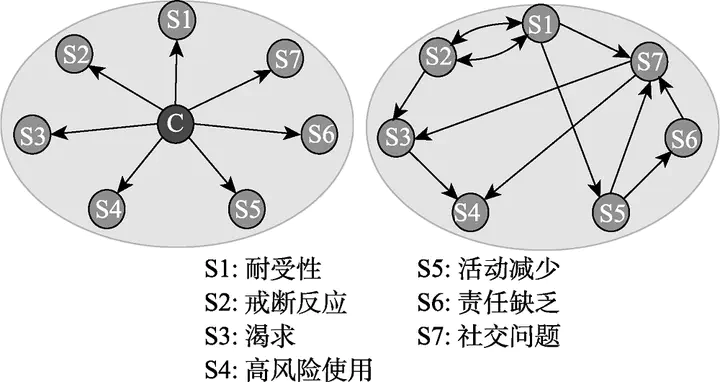 S1
S2
S7
C
S3
S6
S4
S5
S1
S2
S7
S3
S6
S4
S5
S1: 耐受性
S2: 戒断反应
S3: 渴求
S4: 高风险使用
S5: 活动减少
S6: 责任缺乏
S7: 社交问题